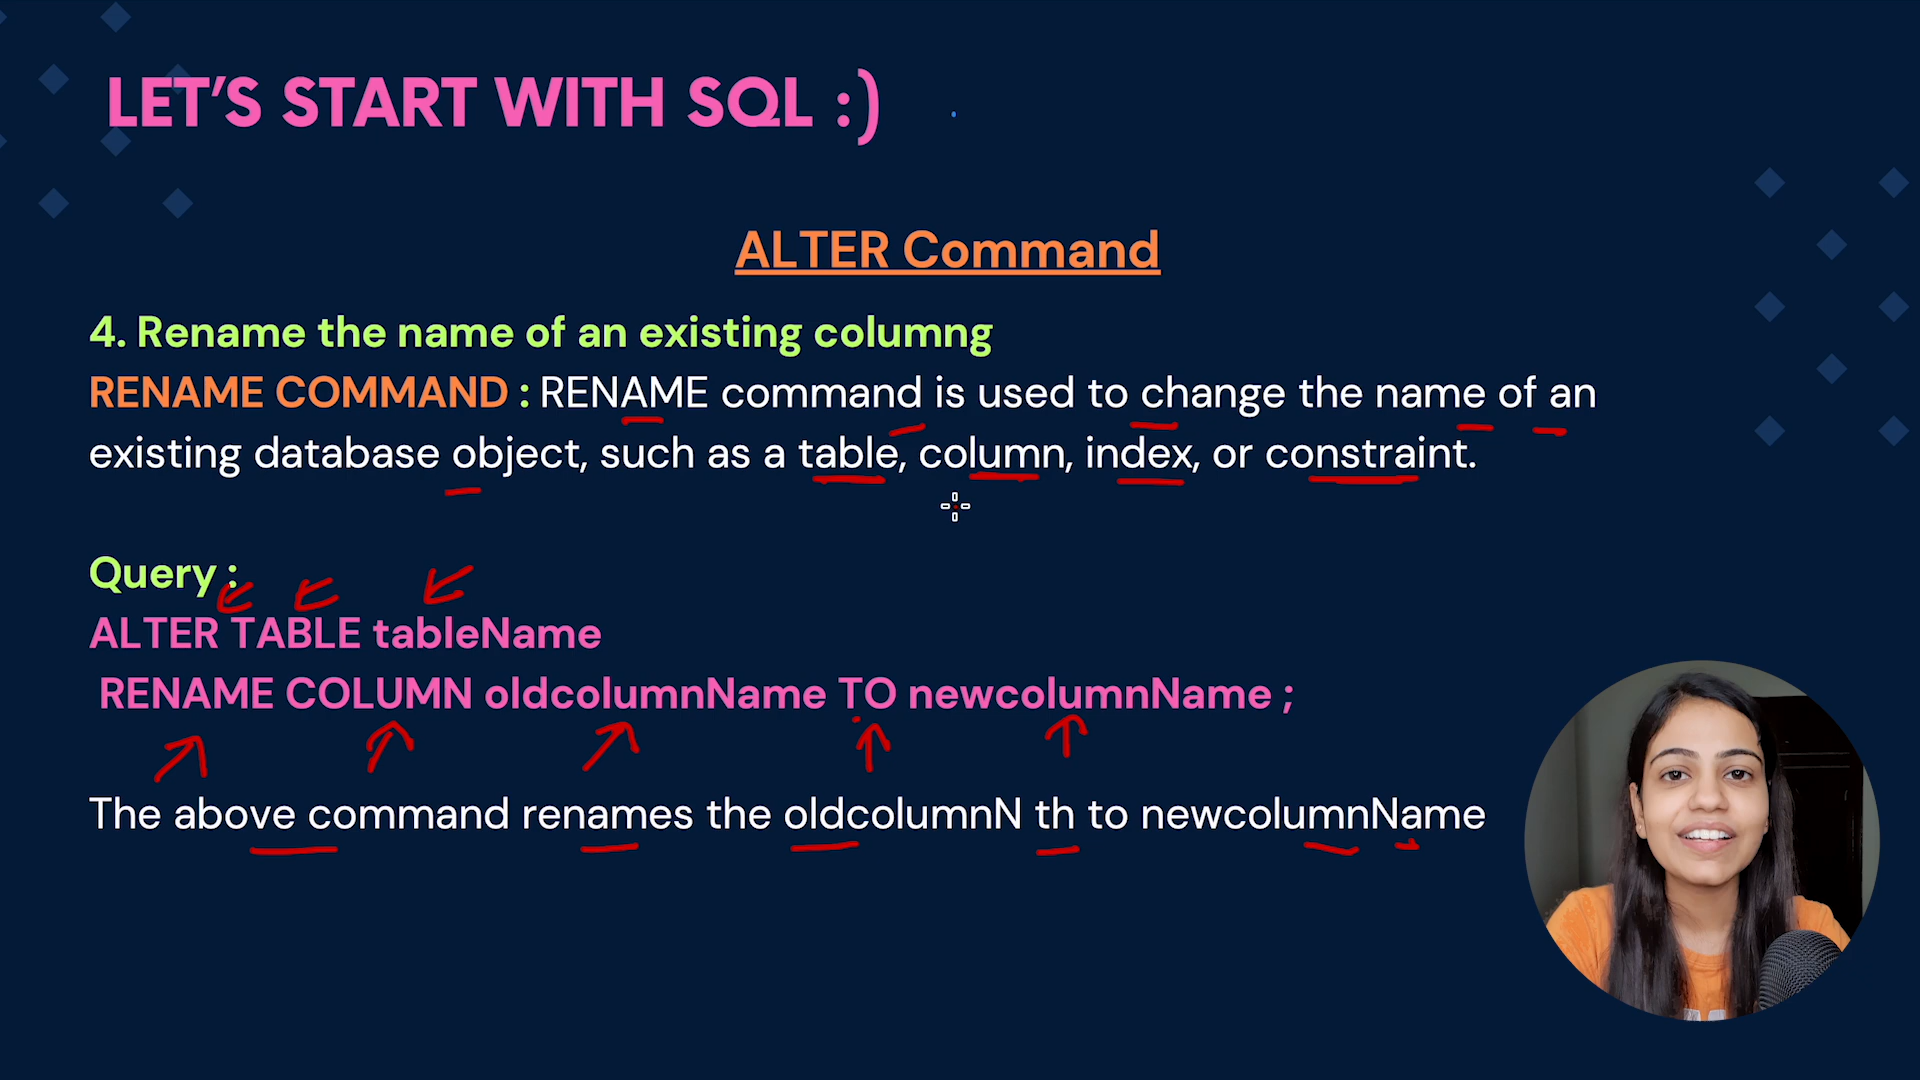 LET'S START WITH SQL :)
ALTER Command
4. Rename the name of an existing columng
RENAME COMMAND : RENAME command is used to change the name of an
existing database object, such as a table, column, index, or constraint.
Query :
ALTER TABLE tableName
RENAME COLUMN oldcolumnName TO newcolumnName ;
The above command renames the oldcolumnN th to newcolumnName